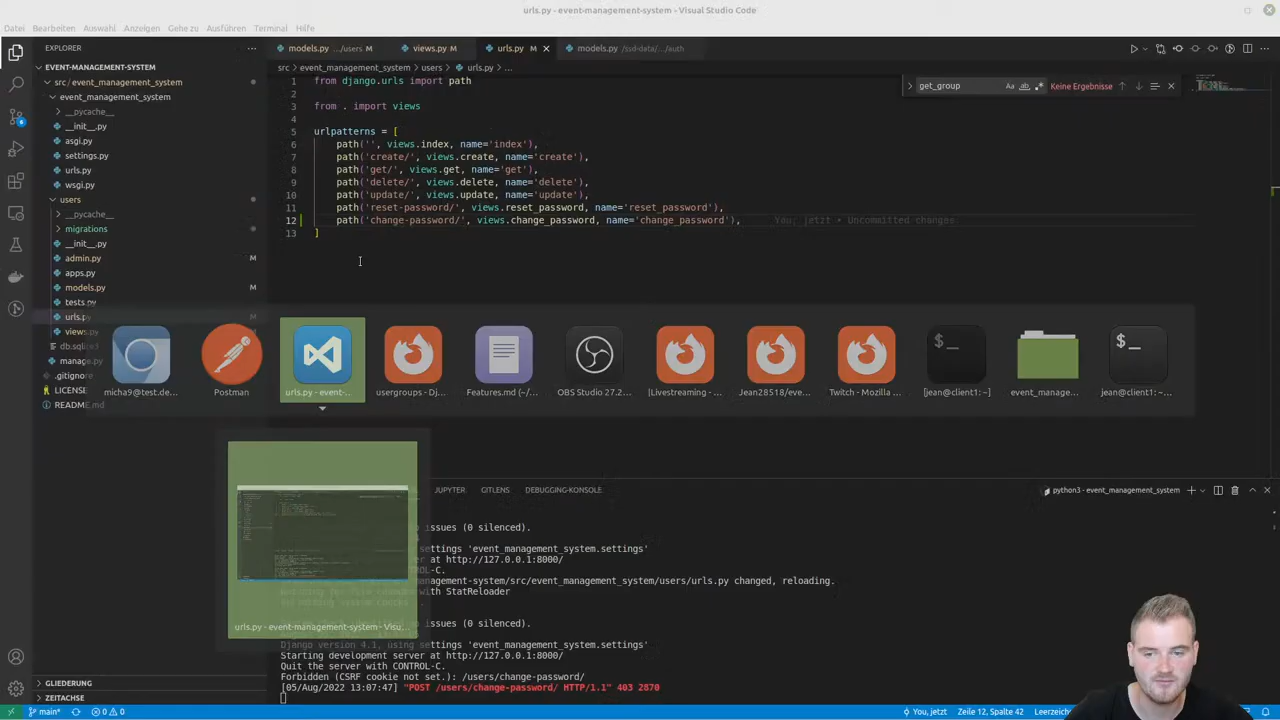 urls.py - event-management-system - Visual Studio Code
Datei Bearbeiten Auswahl Anzeigen Gehe zu Ausführen Terminal Hilfe
EXPLORER
models.py .../users M
views.py M
urls.py M
models.py /ssd-data/.../auth
EVENT-MANAGEMENT-SYSTEM
src / event_management_system
event_management_system
__pycache__
__init__.py
asgi.py
settings.py
urls.py
wsgi.py
users
__pycache__
migrations
__init__.py
admin.py M
apps.py
models.py M
tests.py
urls.py M
views.py M
db.sqlite3
manage.py
.gitignore
LICENSE
README.md
src > event_management_system > users > urls.py > ...
get_group
Keine Ergebnisse
1 from django.urls import path
2
3 from . import views
4
5 urlpatterns = [
6 path('', views.index, name='index'),
7 path('create/', views.create, name='create'),
8 path('get/', views.get, name='get'),
9 path('delete/', views.delete, name='delete'),
10 path('update/', views.update, name='update'),
11 path('reset-password/', views.reset_password, name='reset_password'),
12 path('change-password/', views.change_password, name='change_password'), You, jetzt • Uncommitted changes
13 ]
micha9@test.de...
Postman
urls.py - event-...
usergroups - Dj...
Features.md (~/...
OBS Studio 27.2...
[Livestreaming - ...
Jean28518/eve...
Twitch - Mozilla ...
[jean@client1: ~]
event_manage...
jean@client1: ~...
urls.py - event-management-system - Visu...
JUPYTER GITLENS DEBUGGING-KONSOLE
python3 - event_management_system
issues (0 silenced).
settings 'event_management_system.settings'
er at http://127.0.0.1:8000/
CONTROL-C.
management-system/src/event_management_system/users/urls.py changed, reloading.
with StatReloader
issues (0 silenced).
Django version 4.1, using settings 'event_management_system.settings'
Starting development server at http://127.0.0.1:8000/
Quit the server with CONTROL-C.
Forbidden (CSRF cookie not set.): /users/change-password/
[05/Aug/2022 13:07:47] "POST /users/change-password/ HTTP/1.1" 403 2870
GLIEDERUNG
ZEITACHSE
main* 0 0 You, jetzt Zeile 12, Spalte 42 Leerzeich